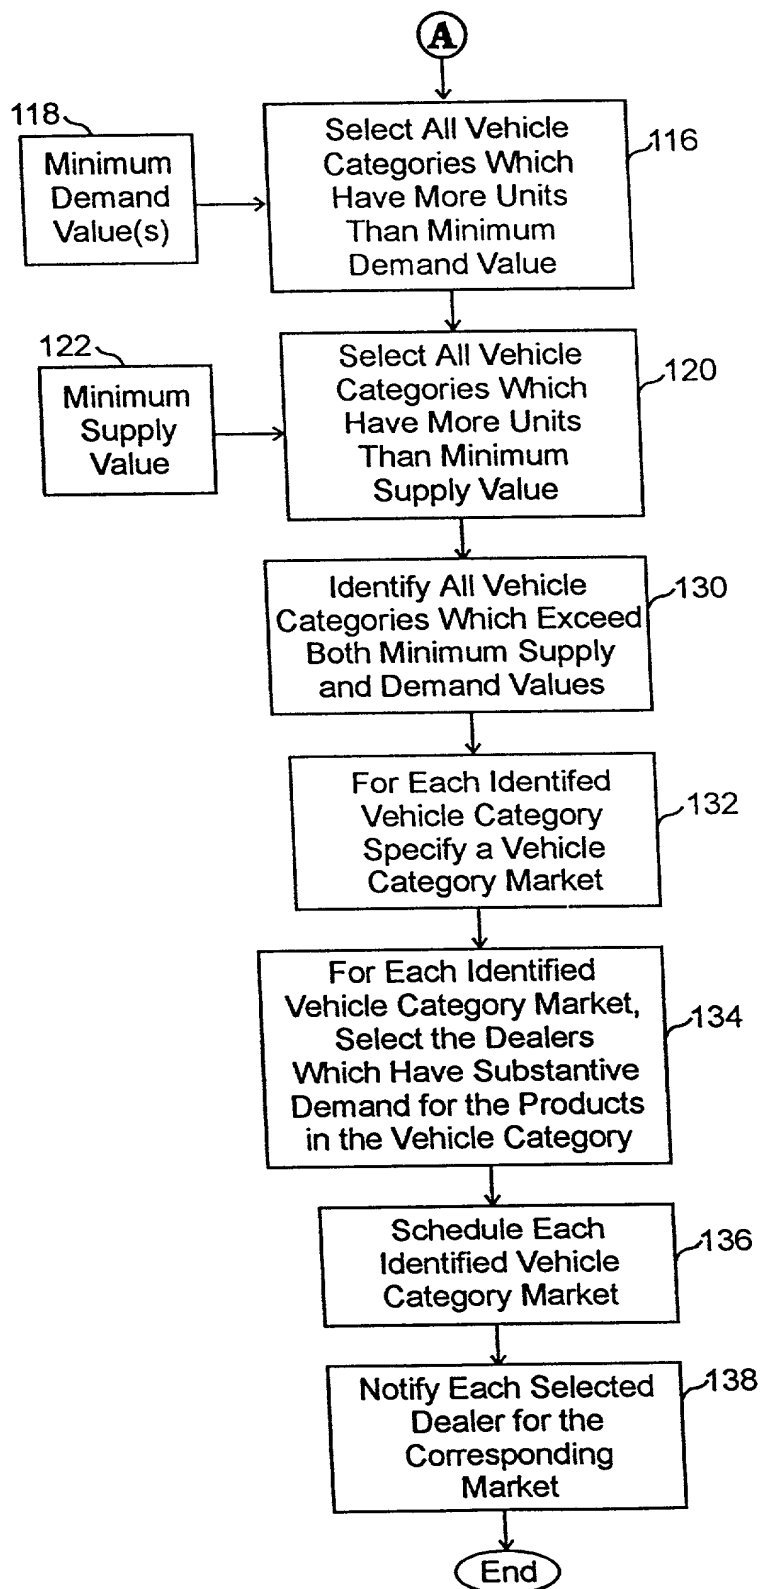 A
118
Minimum
Demand
Value(s)
Select All Vehicle
Categories Which
Have More Units
Than Minimum
Demand Value
116
122
Minimum
Supply
Value
Select All Vehicle
Categories Which
Have More Units
Than Minimum
Supply Value
120
Identify All Vehicle
Categories Which Exceed
Both Minimum Supply
and Demand Values
130
For Each Identifed
Vehicle Category
Specify a Vehicle
Category Market
132
For Each Identified
Vehicle Category Market,
Select the Dealers
Which Have Substantive
Demand for the Products
in the Vehicle Category
134
Schedule Each
Identified Vehicle
Category Market
136
Notify Each Selected
Dealer for the
Corresponding
Market
138
End